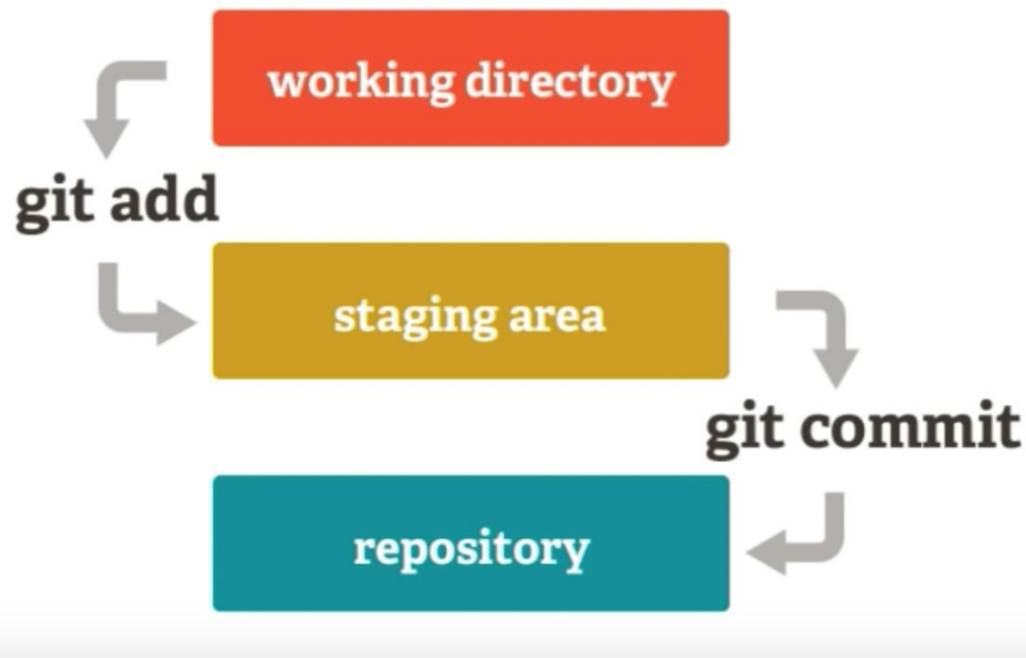 working directory
git add
staging area
git commit
repository